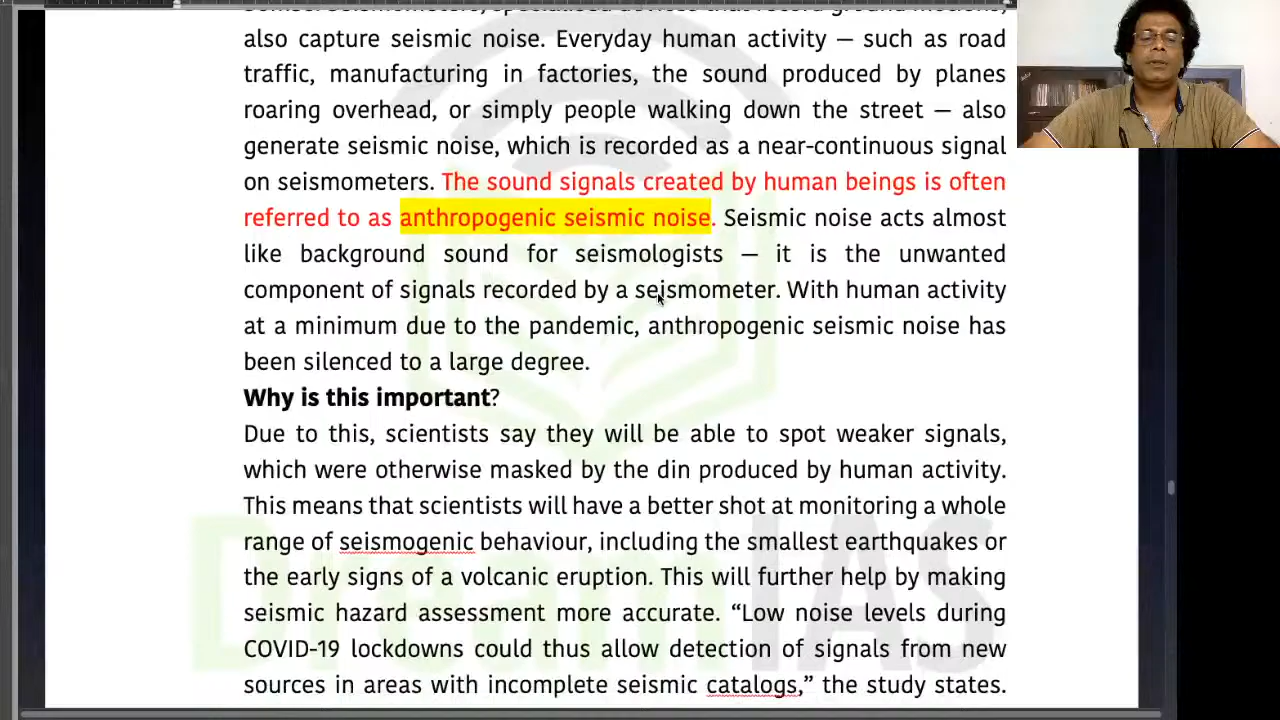 also capture seismic noise. Everyday human activity — such as road
traffic, manufacturing in factories, the sound produced by planes
roaring overhead, or simply people walking down the street — also
generate seismic noise, which is recorded as a near-continuous signal
on seismometers. The sound signals created by human beings is often
referred to as anthropogenic seismic noise. Seismic noise acts almost
like background sound for seismologists — it is the unwanted
component of signals recorded by a seismometer. With human activity
at a minimum due to the pandemic, anthropogenic seismic noise has
been silenced to a large degree.
Why is this important?
Due to this, scientists say they will be able to spot weaker signals,
which were otherwise masked by the din produced by human activity.
This means that scientists will have a better shot at monitoring a whole
range of seismogenic behaviour, including the smallest earthquakes or
the early signs of a volcanic eruption. This will further help by making
seismic hazard assessment more accurate. “Low noise levels during
COVID-19 lockdowns could thus allow detection of signals from new
sources in areas with incomplete seismic catalogs,” the study states.
Dream IAS